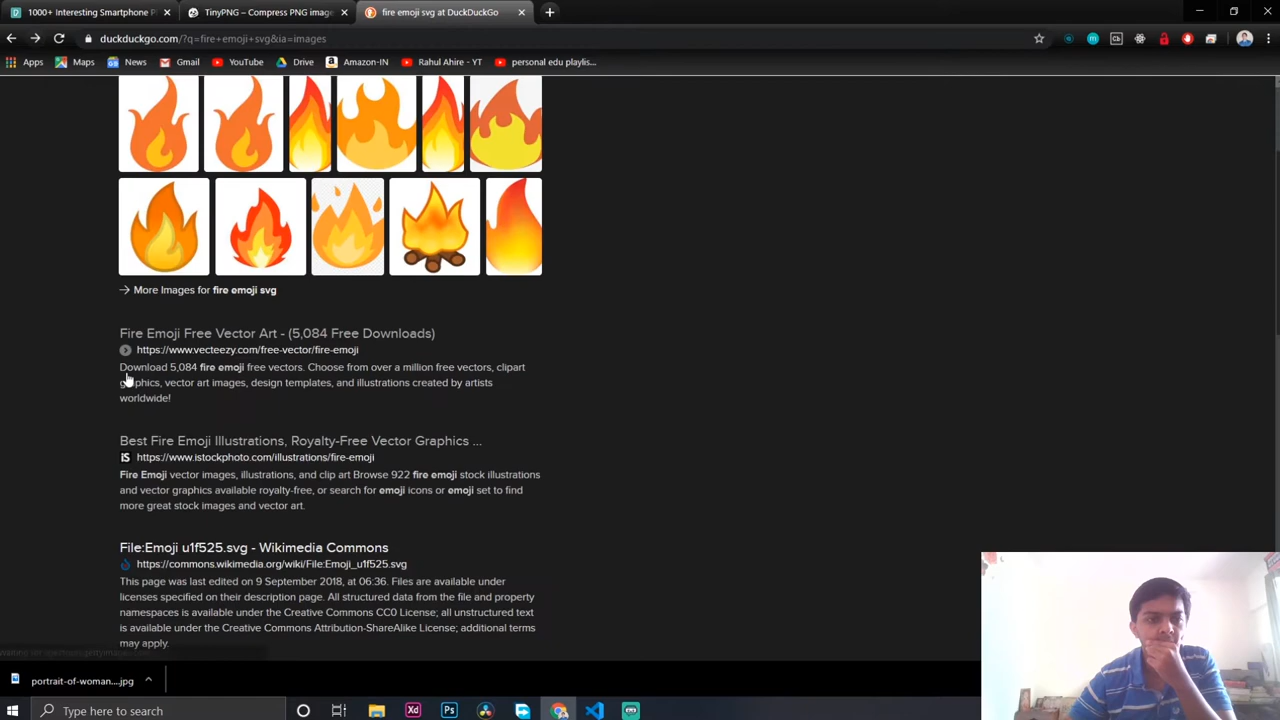 1000+ Interesting Smartphone P
TinyPNG – Compress PNG image
fire emoji svg at DuckDuckGo
duckduckgo.com/?q=fire+emoji+svg&ia=images
Apps
Maps
News
Gmail
YouTube
Drive
Amazon-IN
Rahul Ahire - YT
personal edu playlis...
More Images for fire emoji svg
Fire Emoji Free Vector Art - (5,084 Free Downloads)
https://www.vecteezy.com/free-vector/fire-emoji
Download 5,084 fire emoji free vectors. Choose from over a million free vectors, clipart
graphics, vector art images, design templates, and illustrations created by artists
worldwide!
Best Fire Emoji Illustrations, Royalty-Free Vector Graphics ...
iS https://www.istockphoto.com/illustrations/fire-emoji
Fire Emoji vector images, illustrations, and clip art Browse 922 fire emoji stock illustrations
and vector graphics available royalty-free, or search for emoji icons or emoji set to find
more great stock images and vector art.
File:Emoji u1f525.svg - Wikimedia Commons
https://commons.wikimedia.org/wiki/File:Emoji_u1f525.svg
This page was last edited on 9 September 2018, at 06:36. Files are available under
licenses specified on their description page. All structured data from the file and property
namespaces is available under the Creative Commons CC0 License; all unstructured text
is available under the Creative Commons Attribution-ShareAlike License; additional terms
may apply.
portrait-of-woman....jpg
Type here to search
Xd
Ps